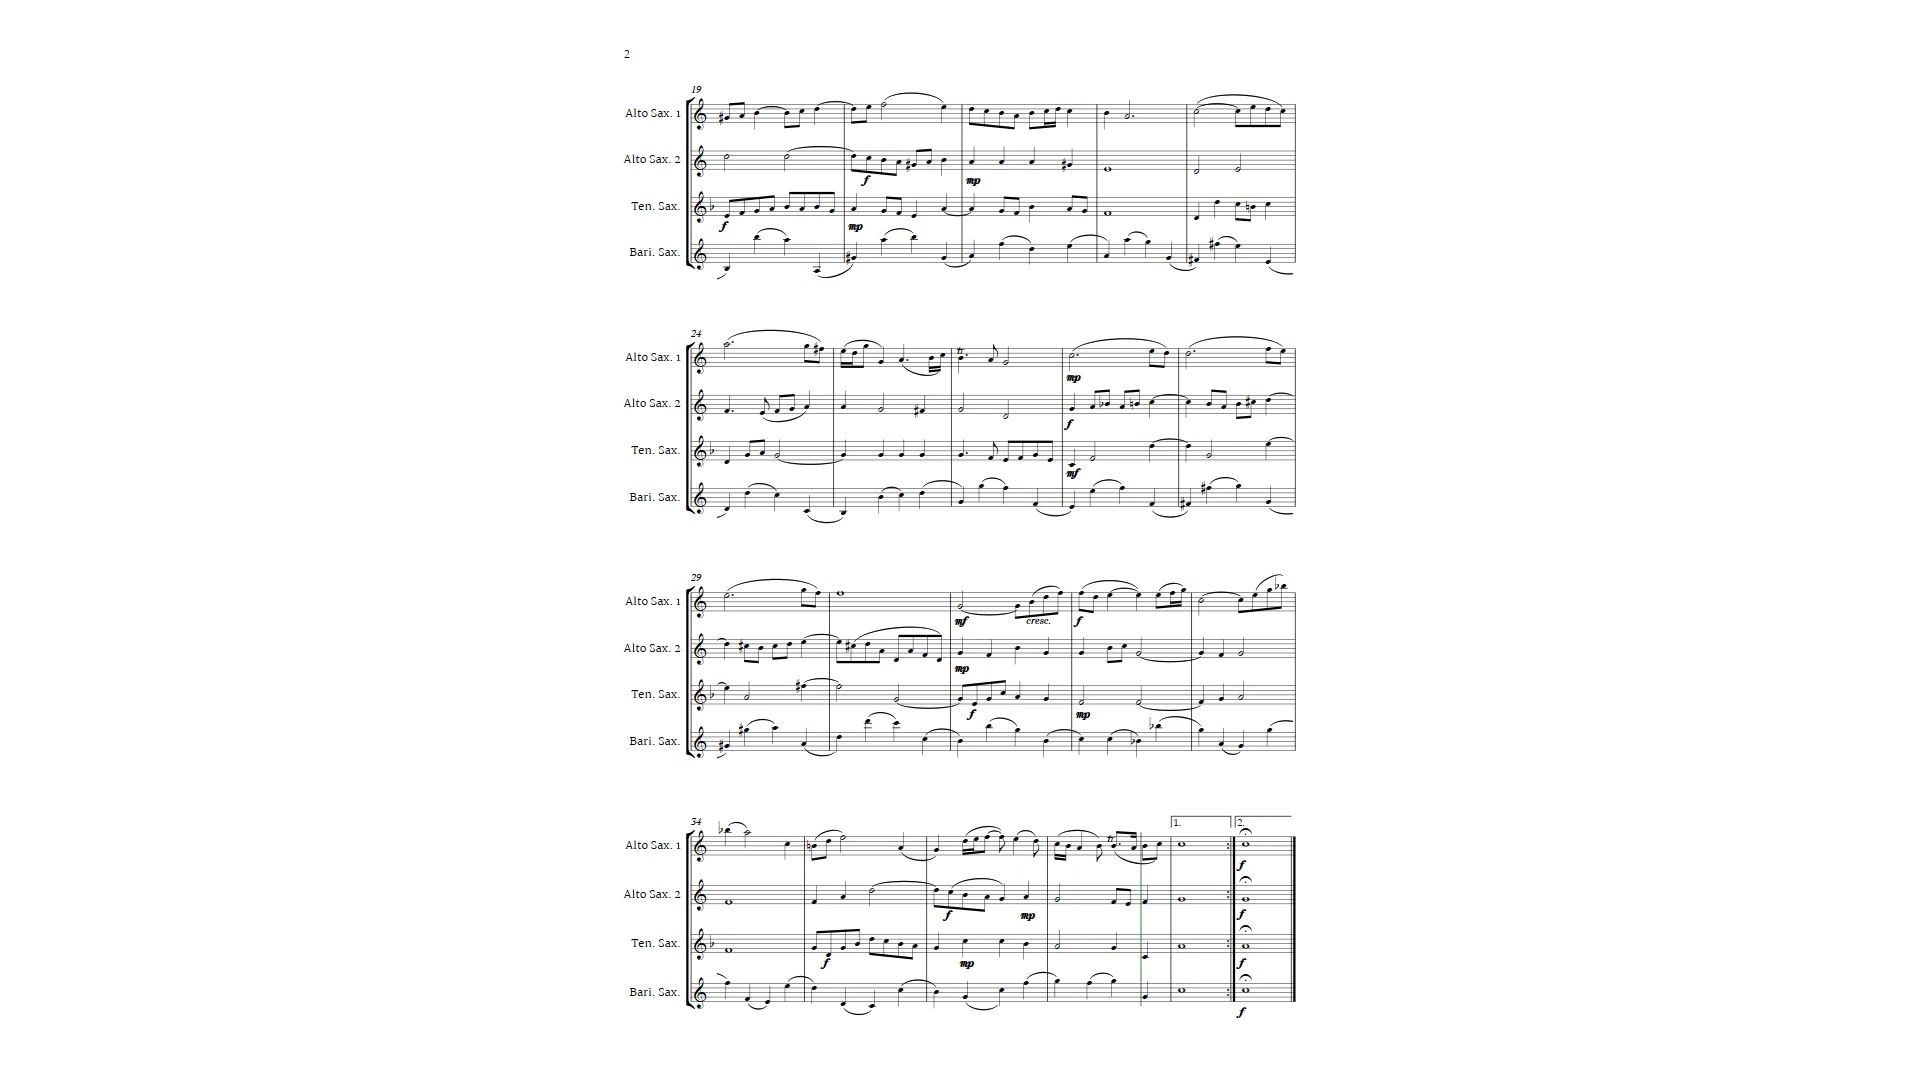 2
19
Alto Sax. 1
Alto Sax. 2
f
mp
Ten. Sax.
f
mp
Bari. Sax.
24
Alto Sax. 1
tr
mp
Alto Sax. 2
f
Ten. Sax.
mf
Bari. Sax.
29
Alto Sax. 1
mf
cresc.
f
Alto Sax. 2
mp
Ten. Sax.
f
mp
Bari. Sax.
34
1.
2.
Alto Sax. 1
tr
f
Alto Sax. 2
f
mp
f
Ten. Sax.
f
mp
f
Bari. Sax.
f